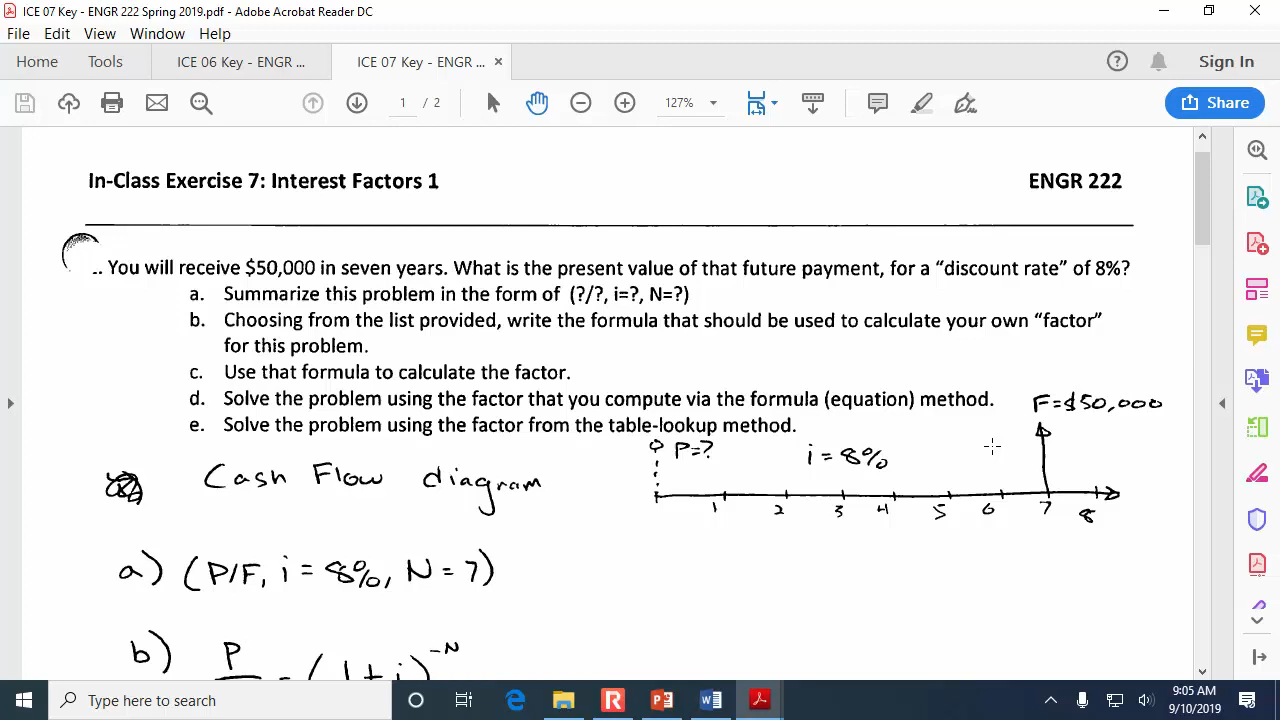 ICE 07 Key - ENGR 222 Spring 2019.pdf - Adobe Acrobat Reader DC
File Edit View Window Help
Home Tools ICE 06 Key - ENGR ... ICE 07 Key - ENGR ... ×
Sign In
1 / 2 127% Share
In-Class Exercise 7: Interest Factors 1 ENGR 222
.. You will receive $50,000 in seven years. What is the present value of that future payment, for a “discount rate” of 8%?
a. Summarize this problem in the form of (?/?, i=?, N=?)
b. Choosing from the list provided, write the formula that should be used to calculate your own “factor”
for this problem.
c. Use that formula to calculate the factor.
d. Solve the problem using the factor that you compute via the formula (equation) method.
e. Solve the problem using the factor from the table-lookup method.
F=$50,000
P=? i = 8%
Cash Flow diagram
1 2 3 4 5 6 7 8
a) (P/F, i = 8%, N = 7)
b) P = (1+i)^-N
Type here to search
9:05 AM
9/10/2019